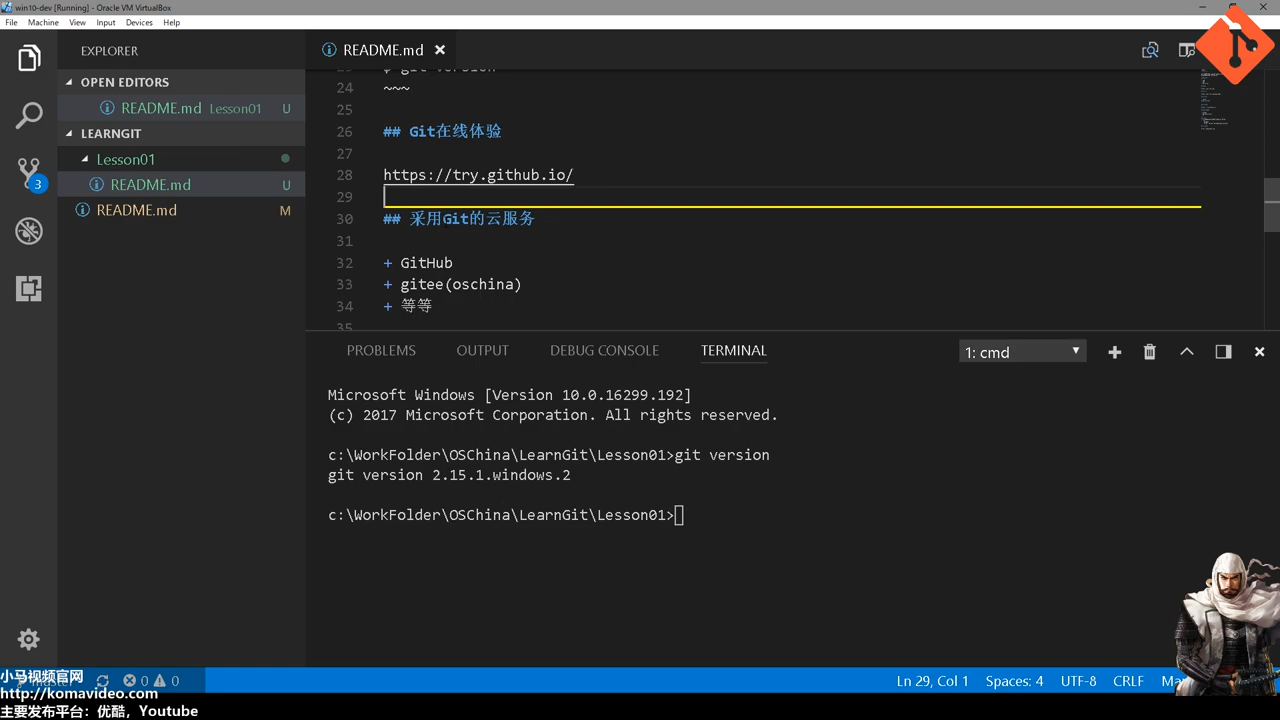 win10-dev [Running] - Oracle VM VirtualBox
File Machine View Input Devices Help
EXPLORER
OPEN EDITORS
README.md Lesson01 U
LEARNGIT
Lesson01
README.md U
README.md M
3
README.md
$ git version
24 ~~~
25
26 ## Git在线体验
27
28 https://try.github.io/
29
30 ## 采用Git的云服务
31
32 + GitHub
33 + gitee(oschina)
34 + 等等
35
PROBLEMS OUTPUT DEBUG CONSOLE TERMINAL 1: cmd
Microsoft Windows [Version 10.0.16299.192]
(c) 2017 Microsoft Corporation. All rights reserved.
c:\WorkFolder\OSChina\LearnGit\Lesson01>git version
git version 2.15.1.windows.2
c:\WorkFolder\OSChina\LearnGit\Lesson01>
0 0 Ln 29, Col 1 Spaces: 4 UTF-8 CRLF
小马视频官网
http://komavideo.com
主要发布平台：优酷，Youtube